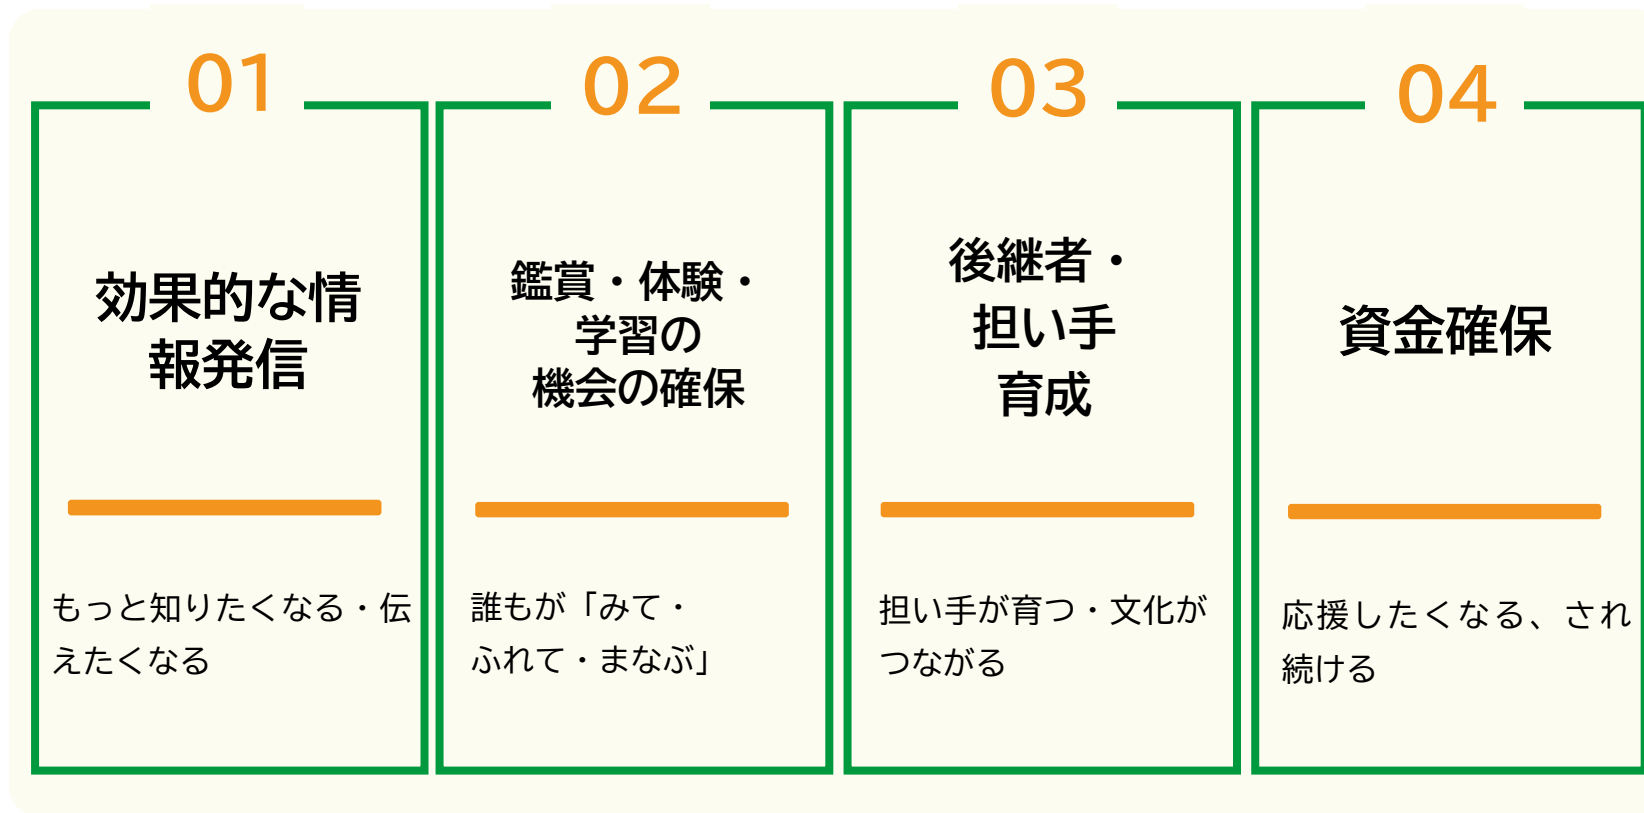 01
効果的な情
報発信
もっと知りたくなる・伝
えたくなる
02
鑑賞・体験・
学習の
機会の確保
誰もが「みて・
ふれて・まなぶ」
03
後継者・
担い手
育成
担い手が育つ・文化が
つながる
04
資金確保
応援したくなる、され
続ける